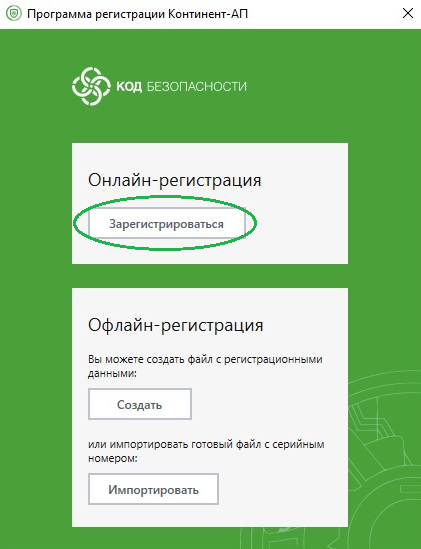 Программа регистрации Континент-АП
КОД БЕЗОПАСНОСТИ
Онлайн-регистрация
Зарегистрироваться
Офлайн-регистрация
Вы можете создать файл с регистрационными
данными:
Создать
или импортировать готовый файл с серийным
номером:
Импортировать